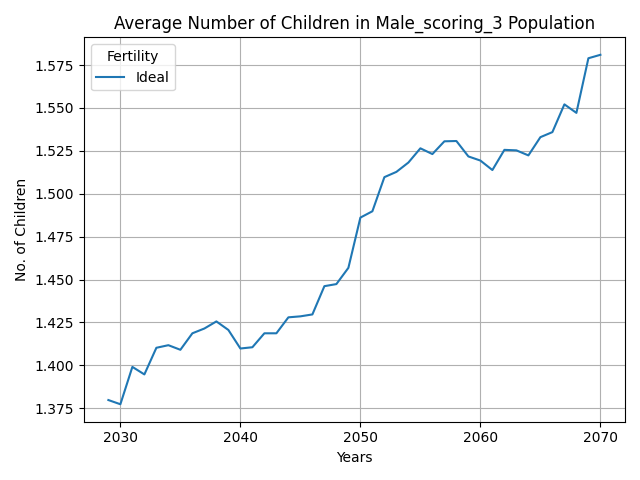 Average Number of Children in Male_scoring_3 Population
Fertility
Ideal
1.575
1.550
1.525
1.500
1.475
1.450
1.425
1.400
1.375
No. of Children
2030
2040
2050
2060
2070
Years